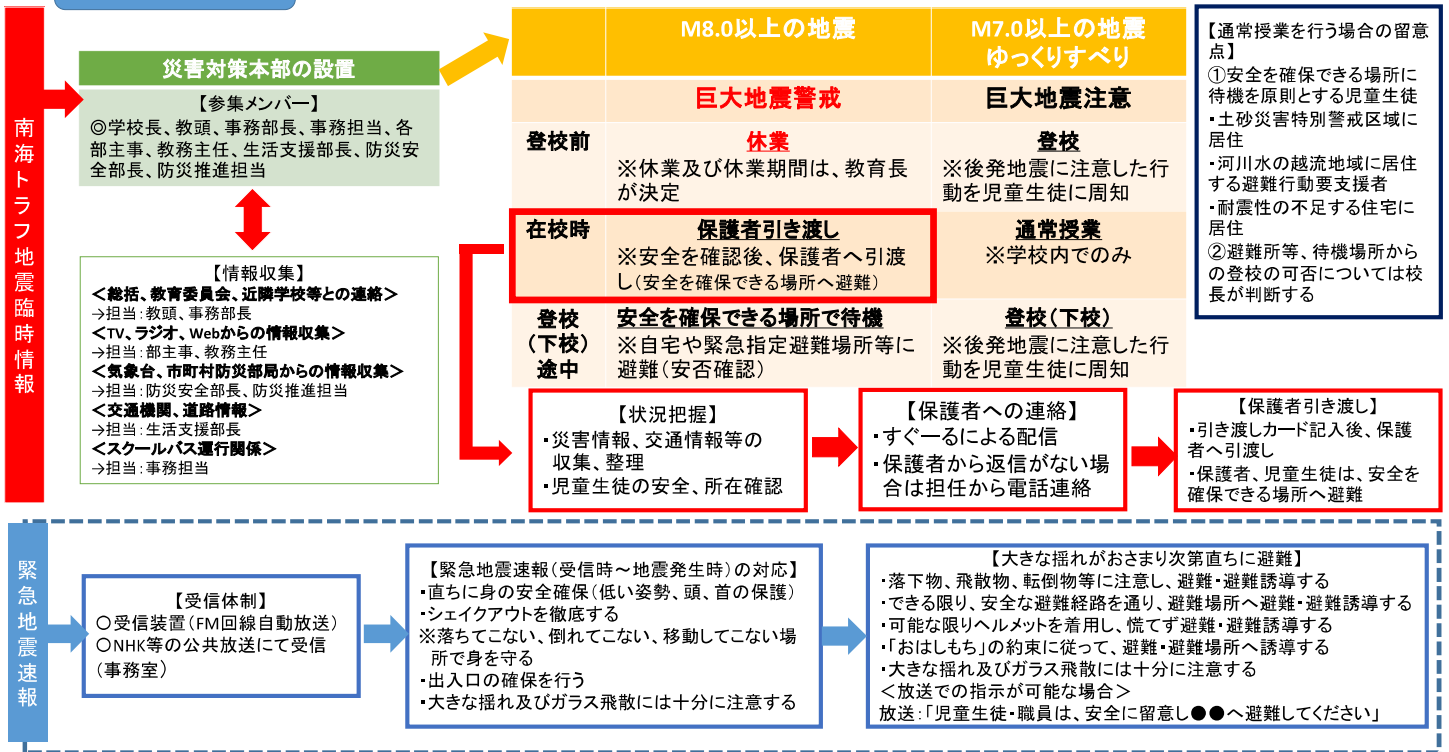 南海トラフ地震臨時情報
災害対策本部の設置
【参集メンバー】
◎学校長、教頭、事務部長、事務担当、各
部主事、教務主任、生活支援部長、防災安
全部長、防災推進担当
【情報収集】
<総括、教育委員会、近隣学校等との連絡>
→担当:教頭、事務部長
<TV、ラジオ、Webからの情報収集>
→担当:部主事、教務主任
<気象台、市町村防災部局からの情報収集>
→担当:防災安全部長、防災推進担当
<交通機関、道路情報>
→担当:生活支援部長
<スクールバス運行関係>
→担当:事務担当
M8.0以上の地震
M7.0以上の地震
ゆっくりすべり
巨大地震警戒
巨大地震注意
登校前
休業
※休業及び休業期間は、教育長
が決定
登校
※後発地震に注意した行
動を児童生徒に周知
在校時
保護者引き渡し
※安全を確認後、保護者へ引渡
し(安全を確保できる場所へ避難)
通常授業
※学校内でのみ
登校
(下校)
途中
安全を確保できる場所で待機
※自宅や緊急指定避難場所等に
避難(安否確認)
登校(下校)
※後発地震に注意した行
動を児童生徒に周知
【通常授業を行う場合の留意
点】
①安全を確保できる場所に
待機を原則とする児童生徒
・土砂災害特別警戒区域に
居住
・河川水の越流地域に居住
する避難行動要支援者
・耐震性の不足する住宅に
居住
②避難所等、待機場所から
の登校の可否については校
長が判断する
【状況把握】
・災害情報、交通情報等の
収集、整理
・児童生徒の安全、所在確認
【保護者への連絡】
・すぐーるによる配信
・保護者から返信がない場
合は担任から電話連絡
【保護者引き渡し】
・引き渡しカード記入後、保護
者へ引渡し
・保護者、児童生徒は、安全を
確保できる場所へ避難
緊急地震速報
【受信体制】
○受信装置(FM回線自動放送)
○NHK等の公共放送にて受信
(事務室)
【緊急地震速報(受信時~地震発生時)の対応】
・直ちに身の安全確保(低い姿勢、頭、首の保護)
・シェイクアウトを徹底する
※落ちてこない、倒れてこない、移動してこない場
所で身を守る
・出入口の確保を行う
・大きな揺れ及びガラス飛散には十分に注意する
【大きな揺れがおさまり次第直ちに避難】
・落下物、飛散物、転倒物等に注意し、避難・避難誘導する
・できる限り、安全な避難経路を通り、避難場所へ避難・避難誘導する
・可能な限りヘルメットを着用し、慌てず避難・避難誘導する
・「おはしもち」の約束に従って、避難・避難場所へ誘導する
・大きな揺れ及びガラス飛散には十分に注意する
<放送での指示が可能な場合>
放送:「児童生徒・職員は、安全に留意し●●へ避難してください」